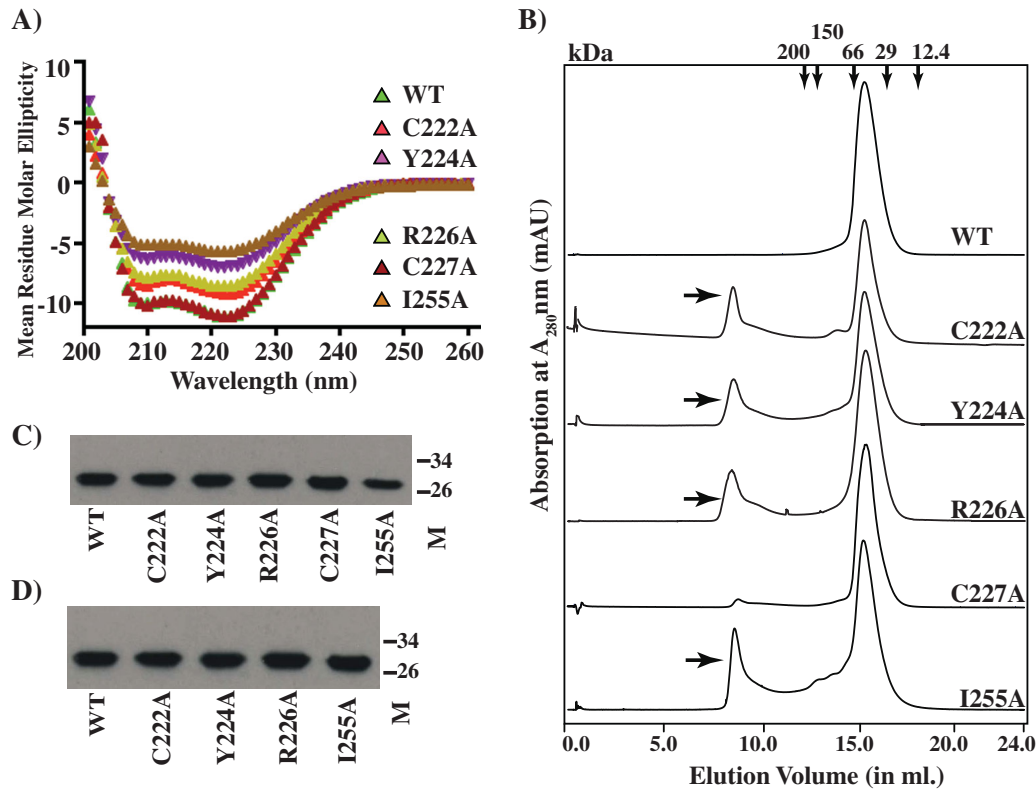 A)
Mean Residue Molar Ellipticity
10
5
0
-5
-10
200 210 220 230 240 250 260
Wavelength (nm)
WT
C222A
Y224A
R226A
C227A
I255A
B)
kDa
200 150 66 29 12.4
Absorption at A280nm (mAU)
WT
C222A
Y224A
R226A
C227A
I255A
0.0 5.0 10.0 15.0 20.0 24.0
Elution Volume (in ml.)
C)
–34
–26
WT C222A Y224A R226A C227A I255A M
D)
–34
–26
WT C222A Y224A R226A I255A M